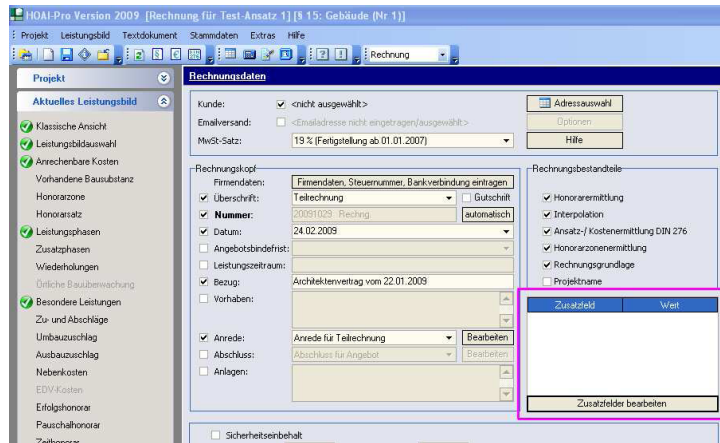 HOAI-Pro Version 2009 [Rechnung für Test-Ansatz 1] [§ 15: Gebäude (Nr 1)]
Projekt Leistungsbild Textdokument Stammdaten Extras Hilfe
Rechnung
Projekt
Aktuelles Leistungsbild
Klassische Ansicht
Leistungsbildauswahl
Anrechenbare Kosten
Vorhandene Bausubstanz
Honorarzone
Honorarsatz
Leistungsphasen
Zusatzphasen
Wiederholungen
Örtliche Bauüberwachung
Besondere Leistungen
Zu- und Abschläge
Umbauzuschlag
Ausbauzuschlag
Nebenkosten
EDV-Kosten
Erfolgshonorar
Pauschalhonorar
Zeithonorar
Rechnungsdaten
Kunde: <nicht ausgewählt> Adressauswahl
Emailversand: <Emailadresse nicht eingetragen/ausgewählt> Optionen
MwSt-Satz: 19 % (Fertigstellung ab 01.01.2007) Hilfe
Rechnungskopf
Firmendaten: Firmendaten, Steuernummer, Bankverbindung eintragen
Überschrift: Teilrechnung Gutschrift
Nummer: 20091029 Rechng. automatisch
Datum: 24.02.2009
Angebotsbindefrist:
Leistungszeitraum:
Bezug: Architektenvertrag vom 22.01.2009
Vorhaben:
Anrede: Anrede für Teilrechnung Bearbeiten
Abschluss: Abschluss für Angebot Bearbeiten
Anlagen:
Rechnungsbestandteile
Honorarermittlung
Interpolation
Ansatz-/ Kostenermittlung DIN 276
Honorarzonenermittlung
Rechnungsgrundlage
Projektname
Zusatzfeld Wert
Zusatzfelder bearbeiten
Sicherheitseinbehalt